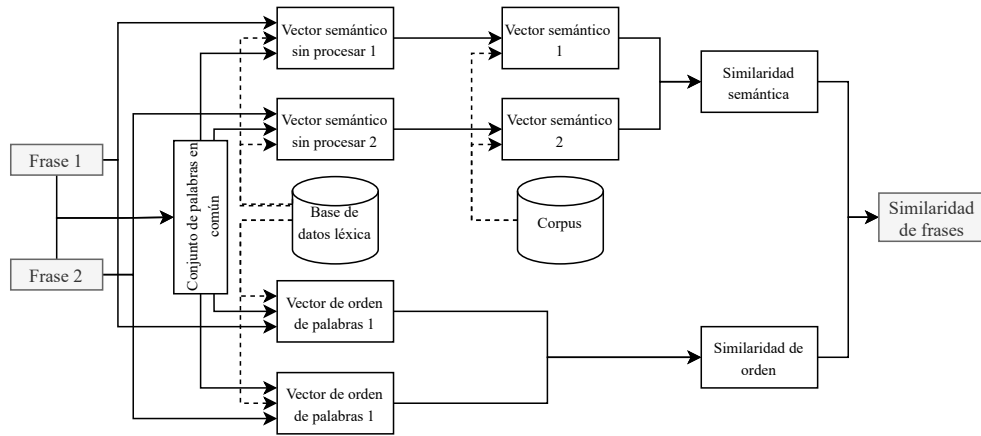 Vector semántico
sin procesar 1
Vector semántico
1
Similaridad
semántica
Vector semántico
sin procesar 2
Vector semántico
2
Frase 1
Conjunto de palabras en
común
Base de
datos léxica
Corpus
Similaridad
de frases
Frase 2
Vector de orden
de palabras 1
Similaridad de
orden
Vector de orden
de palabras 1